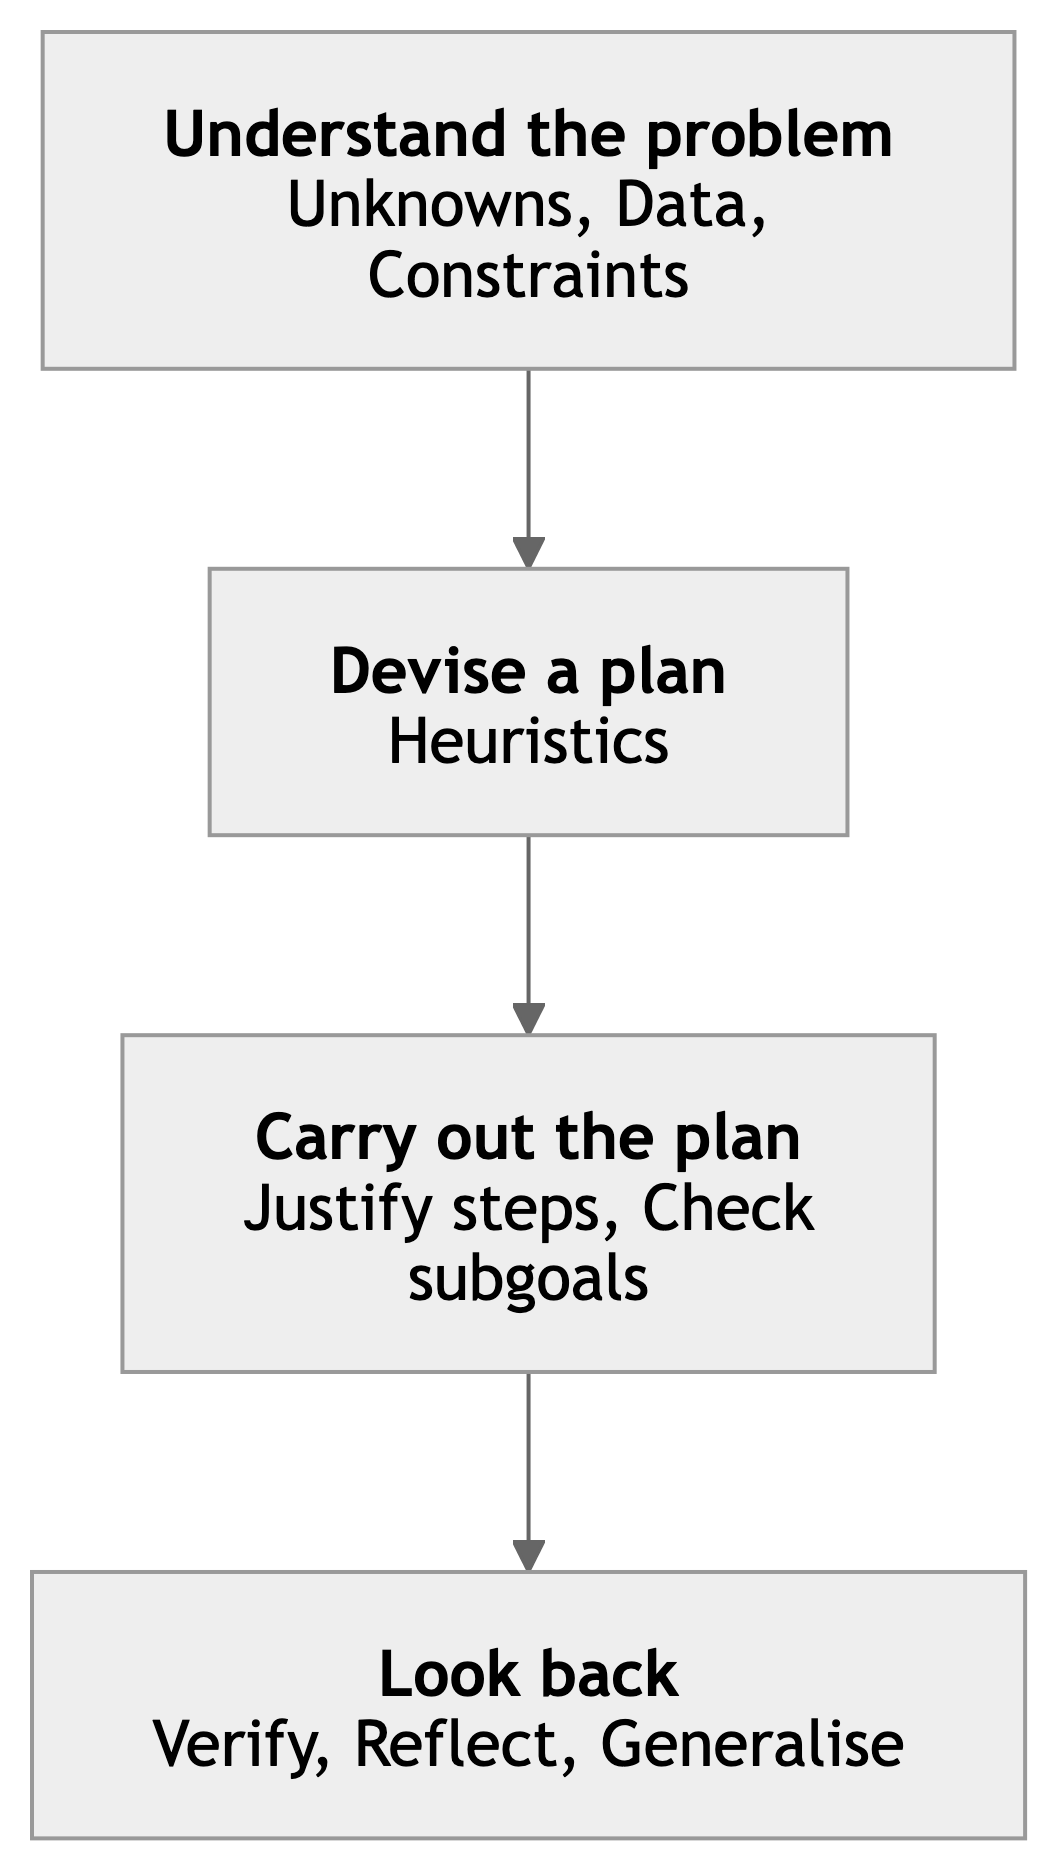 Understand the problem
Unknowns, Data,
Constraints
Devise a plan
Heuristics
Carry out the plan
Justify steps, Check
subgoals
Look back
Verify, Reflect, Generalise